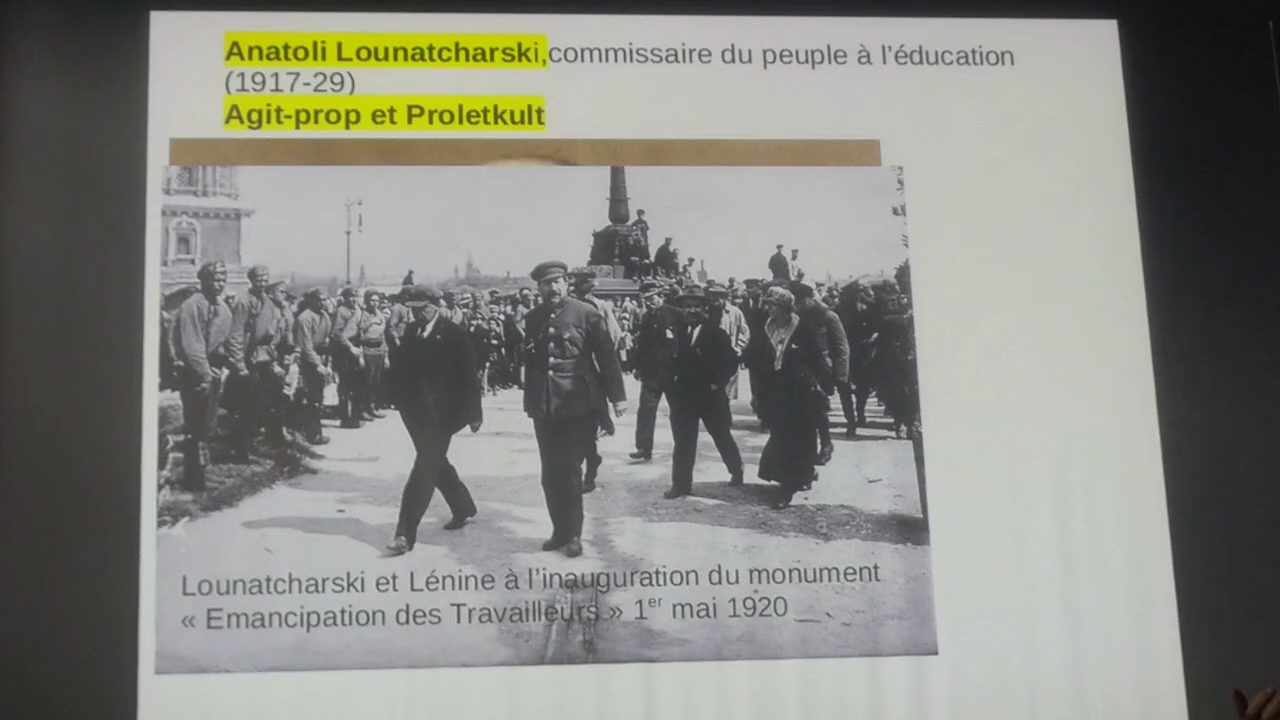 Anatoli Lounatcharski,commissaire du peuple à l'éducation
(1917-29)
Agit-prop et Proletkult
Lounatcharski et Lénine à l'inauguration du monument
« Emancipation des Travailleurs » 1er mai 1920